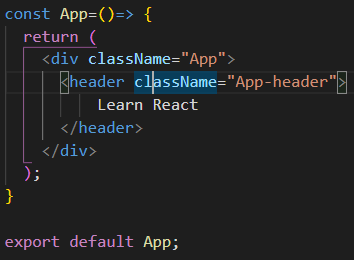 const App=()=> {
  return (
    <div className="App">
      <header className="App-header">
          Learn React
      </header>
    </div>
  );
}

export default App;